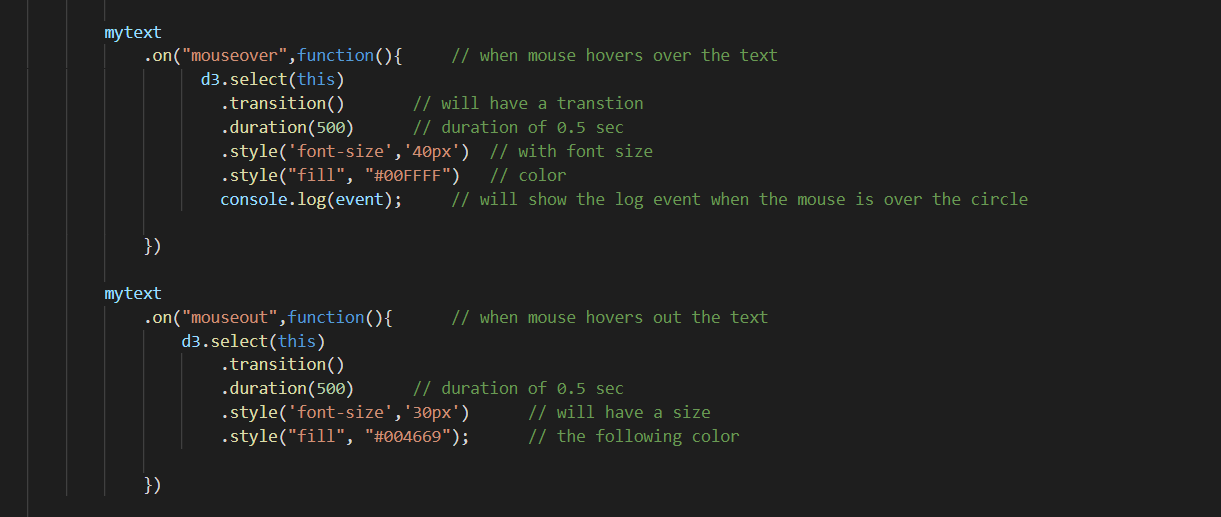 mytext
.on("mouseover",function(){     // when mouse hovers over the text
d3.select(this)
.transition()       // will have a transtion
.duration(500)      // duration of 0.5 sec
.style('font-size','40px')  // with font size
.style("fill", "#00FFFF")   // color
console.log(event);     // will show the log event when the mouse is over the circle
})
mytext
.on("mouseout",function(){      // when mouse hovers out the text
d3.select(this)
.transition()
.duration(500)      // duration of 0.5 sec
.style('font-size','30px')      // will have a size
.style("fill", "#004669");      // the following color
})